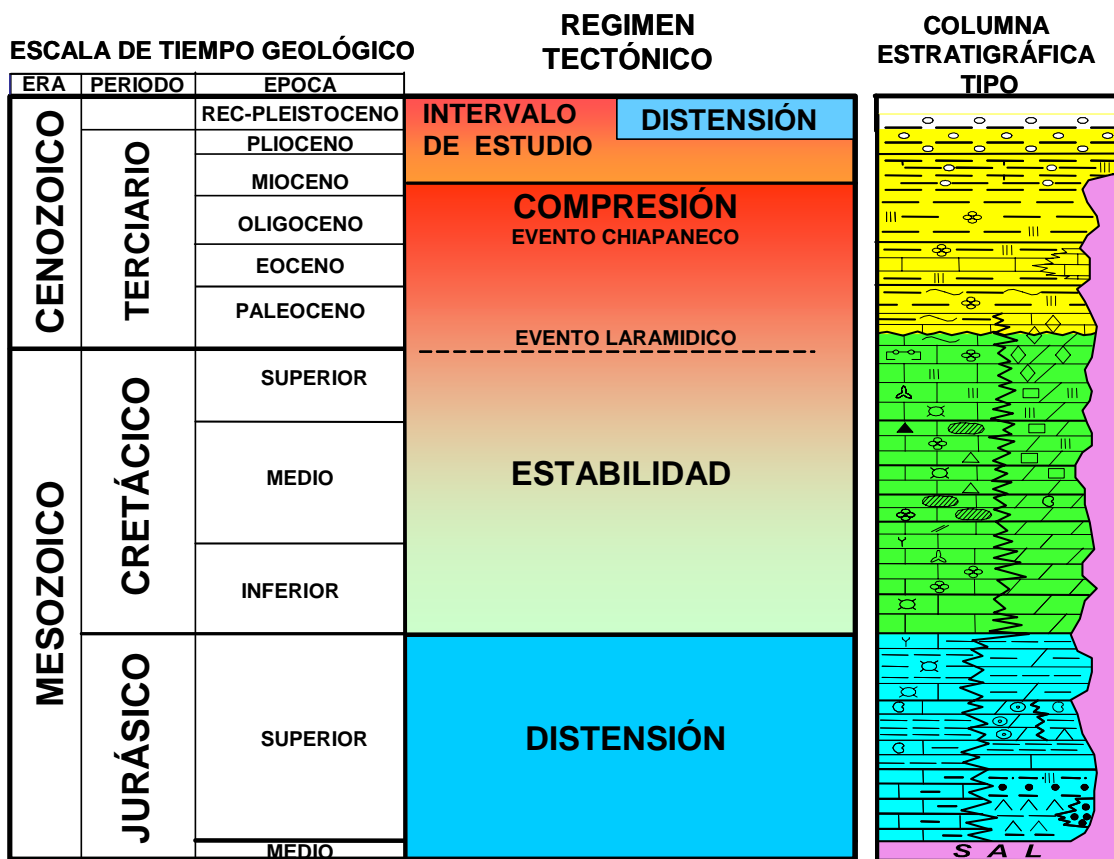 ESCALA DE TIEMPO GEOLÓGICO
REGIMEN
TECTÓNICO
COLUMNA
ESTRATIGRÁFICA
TIPO
ERA
PERIODO
EPOCA
CENOZOICO
TERCIARIO
REC-PLEISTOCENO
PLIOCENO
MIOCENO
OLIGOCENO
EOCENO
PALEOCENO
INTERVALO
DE ESTUDIO
DISTENSIÓN
COMPRESIÓN
EVENTO CHIAPANECO
EVENTO LARAMIDICO
MESOZOICO
CRETÁCICO
SUPERIOR
MEDIO
INFERIOR
ESTABILIDAD
JURÁSICO
SUPERIOR
MEDIO
DISTENSIÓN
SAL